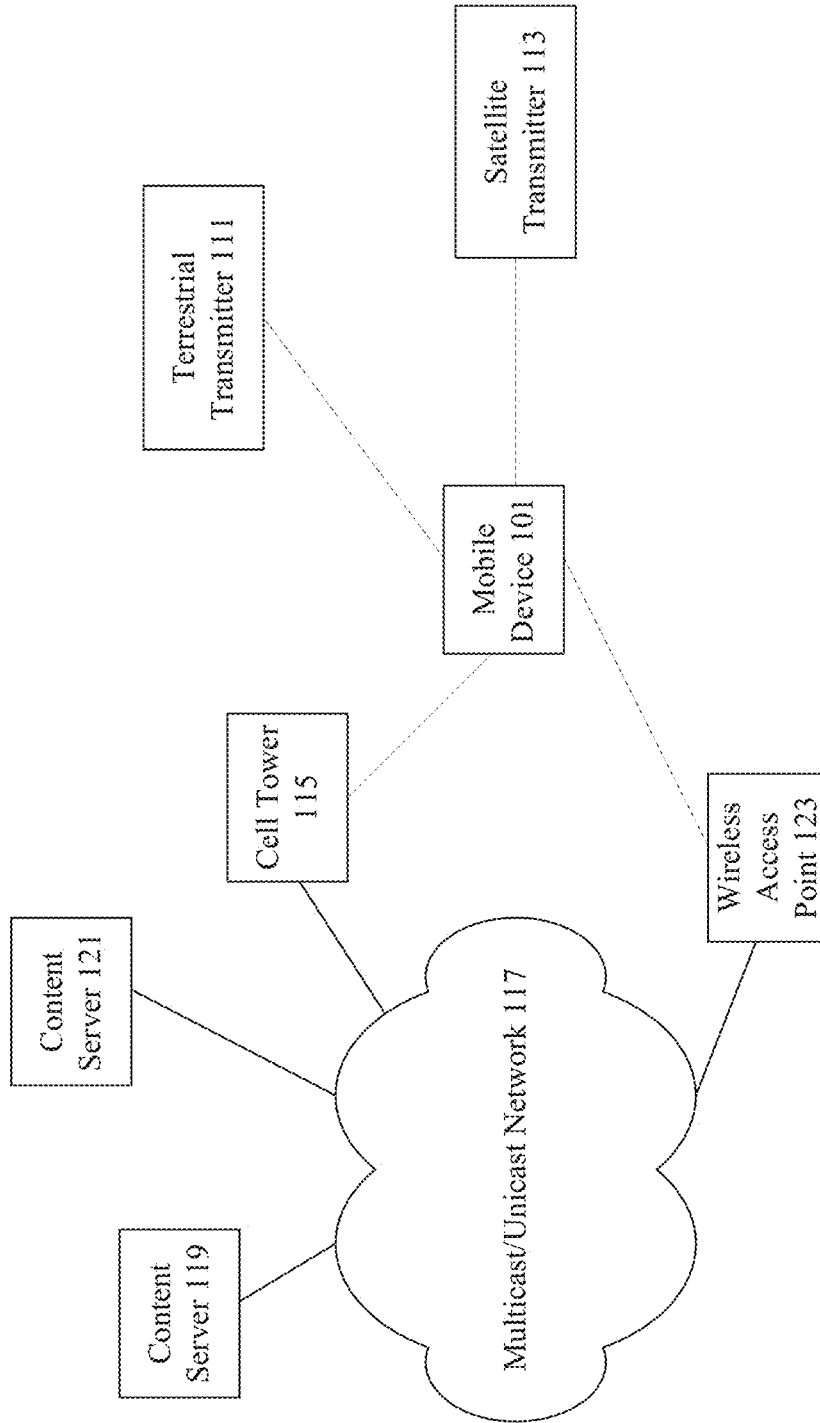 Content
Server 119
Content
Server 121
Multicast/Unicast Network 117
Cell Tower
115
Wireless
Access
Point 123
Mobile
Device 101
Terrestrial
Transmitter 111
Satellite
Transmitter 113